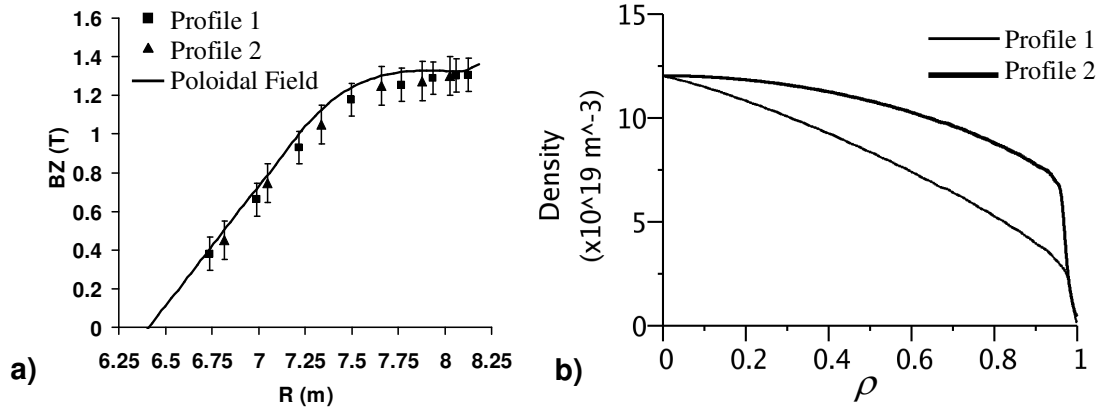 1.6
1.4
1.2
1
0.8
0.6
0.4
0.2
0
BZ (T)
Profile 1
Profile 2
Poloidal Field
6.25 6.5 6.75 7 7.25 7.5 7.75 8 8.25
R (m)
a)
15
10
5
0
Density
(x10^19 m^-3)
Profile 1
Profile 2
0 0.2 0.4 0.6 0.8 1
ρ
b)